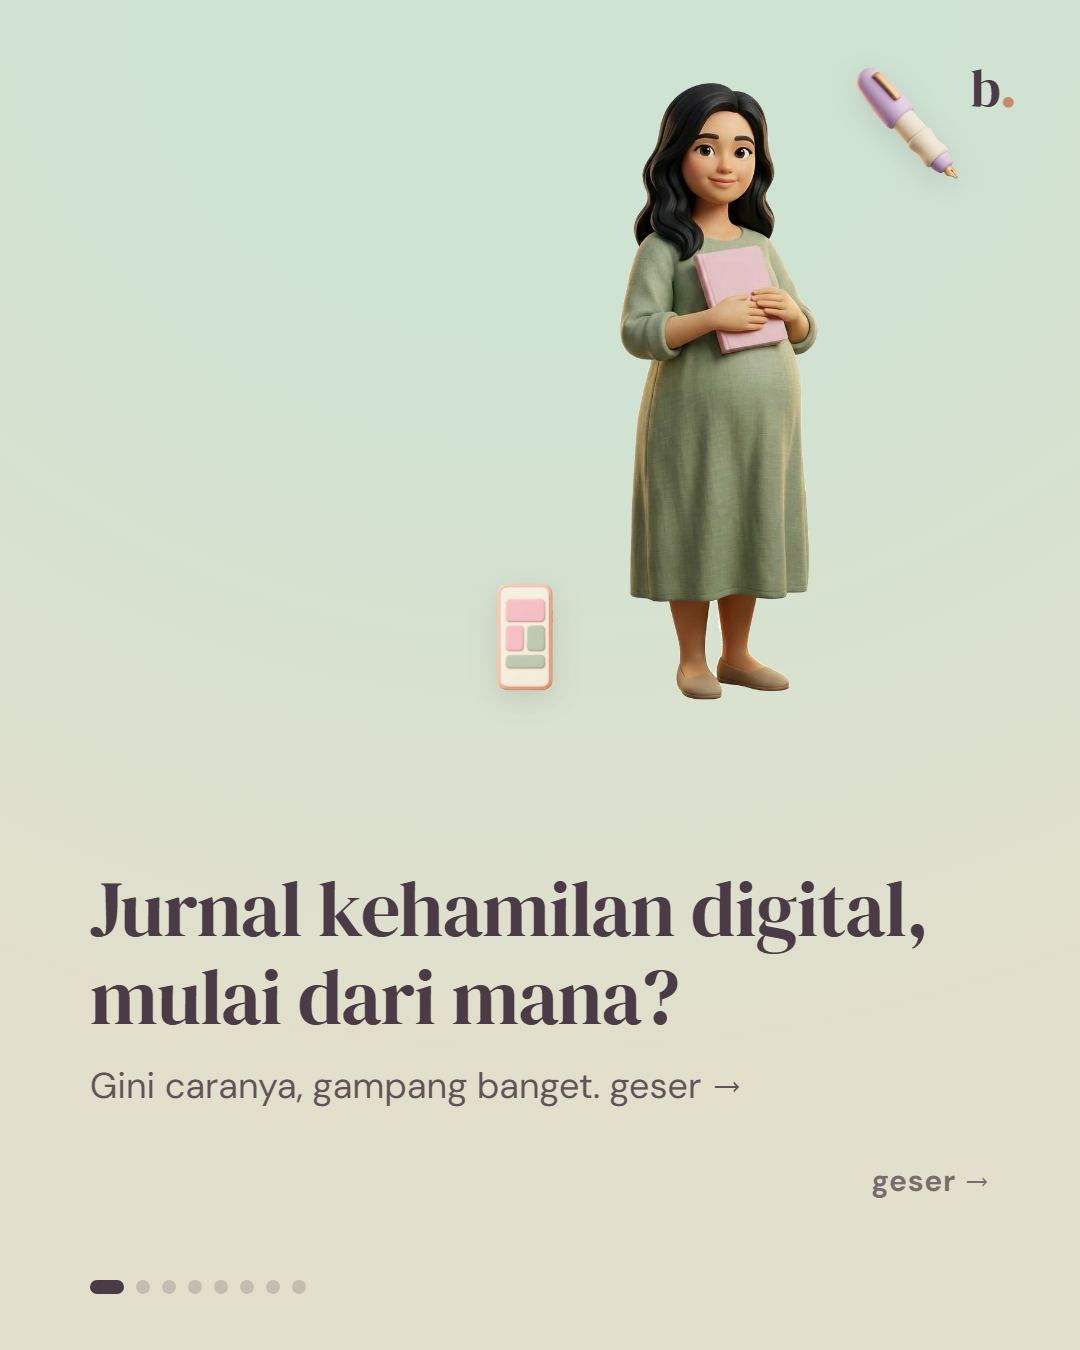 b.
Jurnal kehamilan digital,
mulai dari mana?
Gini caranya, gampang banget. geser →
geser →